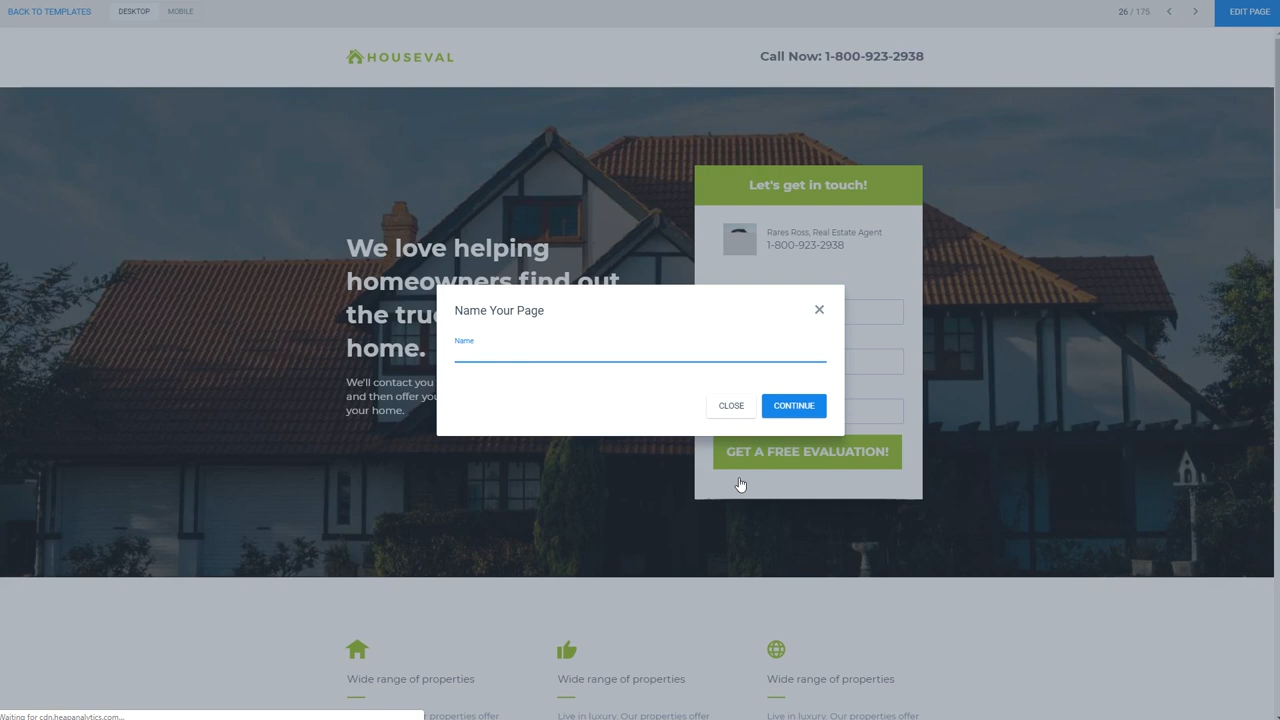 BACK TO TEMPLATES
DESKTOP
MOBILE
26 / 175
EDIT PAGE
HOUSEVAL
Call Now: 1-800-923-2938
Let's get in touch!
Rares Ross, Real Estate Agent
1-800-923-2938
We love helping
homeowners find out
the true
home.
We'll contact you
and then offer you
your home.
Name Your Page
Name
CLOSE
CONTINUE
GET A FREE EVALUATION!
Wide range of properties
Wide range of properties
Wide range of properties
r properties offer
Live in luxury. Our properties offer
Live in luxury. Our properties offer
Waiting for cdn.heapanalytics.com...